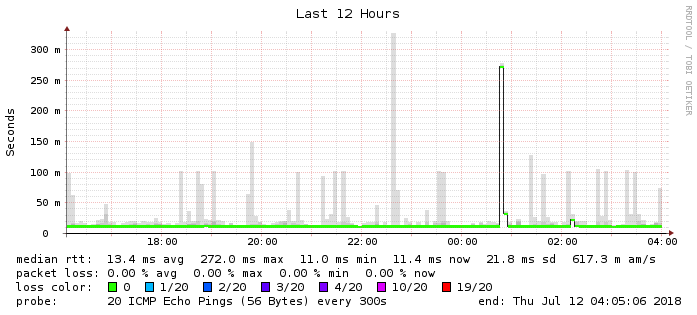 Last 12 Hours
RRDTOOL / TOBI OETIKER
Seconds
300 m
250 m
200 m
150 m
100 m
50 m
0
18:00 20:00 22:00 00:00 02:00 04:00
median rtt: 13.4 ms avg 272.0 ms max 11.0 ms min 11.4 ms now 21.8 ms sd 617.3 m am/s
packet loss: 0.00 % avg 0.00 % max 0.00 % min 0.00 % now
loss color: 0 1/20 2/20 3/20 4/20 10/20 19/20
probe: 20 ICMP Echo Pings (56 Bytes) every 300s end: Thu Jul 12 04:05:06 2018